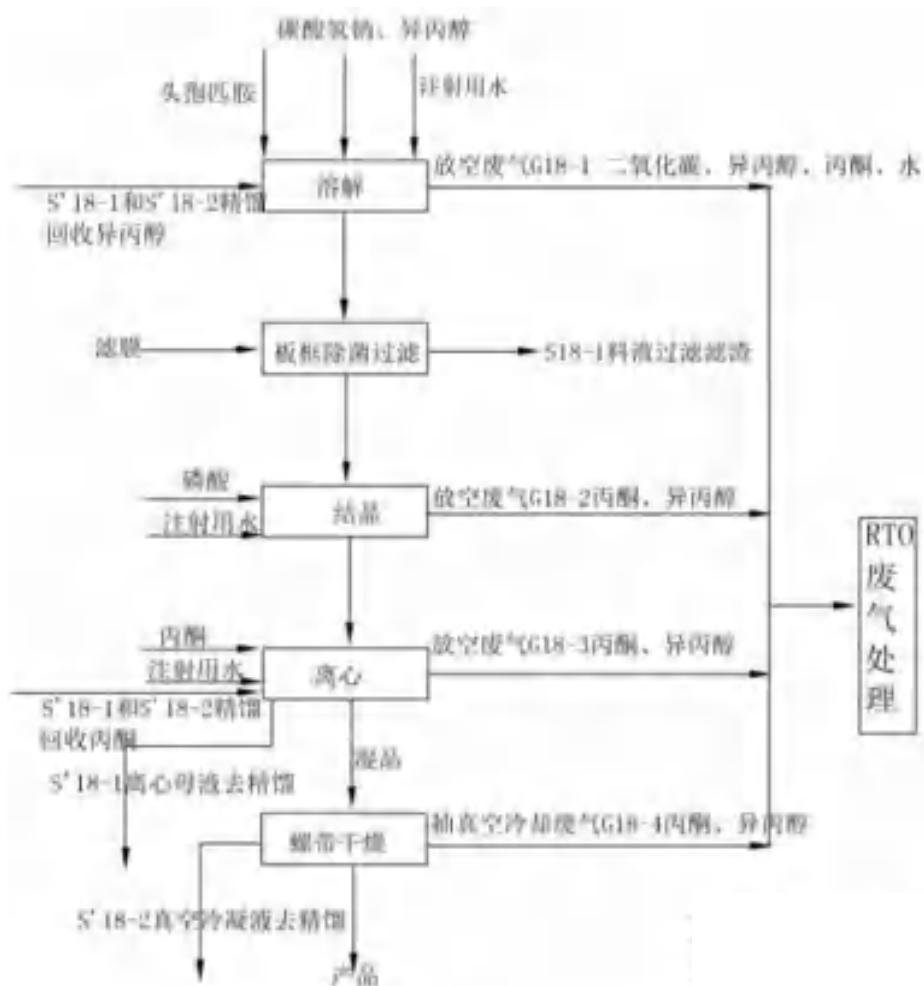 碳酸氢钠、异丙醇
头孢匹胺
注射用水
溶解
放空废气G18-1 二氧化碳、异丙醇、丙酮、水
S'18-1和S'18-2精馏
回收异丙醇
滤膜
板框除菌过滤
S18-1料液过滤滤渣
磷酸
注射用水
结晶
放空废气G18-2丙酮、异丙醇
RTO
废
气
处
理
丙酮
注射用水
离心
放空废气G18-3丙酮、异丙醇
S'18-1和S'18-2精馏
回收丙酮
湿品
S'18-1离心母液去精馏
螺带干燥
抽真空冷却废气G18-4丙酮、异丙醇
S'18-2真空冷凝液去精馏
产品